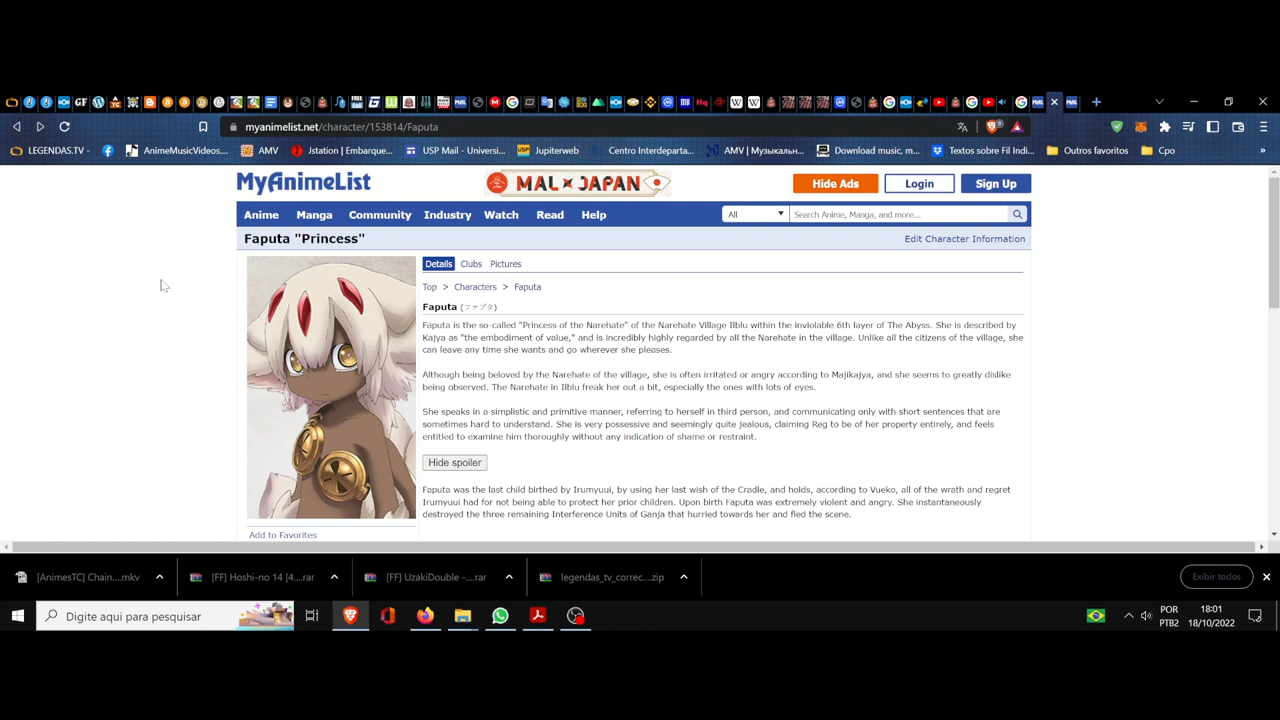 myanimelist.net/character/153814/Faputa
LEGENDAS.TV -
AnimeMusicVideos...
AMV
Jstation | Embarque...
USP Mail - Universi...
Jupiterweb
Centro Interdeparta...
AMV | Музыкальн...
Download music, m...
Textos sobre Fil Indi...
Outros favoritos
Cpo
MyAnimeList
MAL JAPAN
Hide Ads
Login
Sign Up
Anime Manga Community Industry Watch Read Help
All
Search Anime, Manga, and more...
Faputa "Princess"
Edit Character Information
Details Clubs Pictures
Top > Characters > Faputa
Faputa (ファプタ)
Faputa is the so-called "Princess of the Narehate" of the Narehate Village Ilblu within the inviolable 6th layer of The Abyss. She is described by
Kajya as "the embodiment of value," and is incredibly highly regarded by all the Narehate in the village. Unlike all the citizens of the village, she
can leave any time she wants and go wherever she pleases.
Although being beloved by the Narehate of the village, she is often irritated or angry according to Majikajya, and she seems to greatly dislike
being observed. The Narehate in Ilblu freak her out a bit, especially the ones with lots of eyes.
She speaks in a simplistic and primitive manner, referring to herself in third person, and communicating only with short sentences that are
sometimes hard to understand. She is very possessive and seemingly quite jealous, claiming Reg to be of her property entirely, and feels
entitled to examine him thoroughly without any indication of shame or restraint.
Hide spoiler
Faputa was the last child birthed by Irumyuui, by using her last wish of the Cradle, and holds, according to Vueko, all of the wrath and regret
Irumyuui had for not being able to protect her prior children. Upon birth Faputa was extremely violent and angry. She instantaneously
destroyed the three remaining Interference Units of Ganja that hurried towards her and fled the scene.
Add to Favorites
[AnimesTC] Chain....mkv
[FF] Hoshi-no 14 [4....rar
[FF] UzakiDouble -....rar
legendas_tv_correc....zip
Exibir todos
Digite aqui para pesquisar
POR
PTB2
18:01
18/10/2022